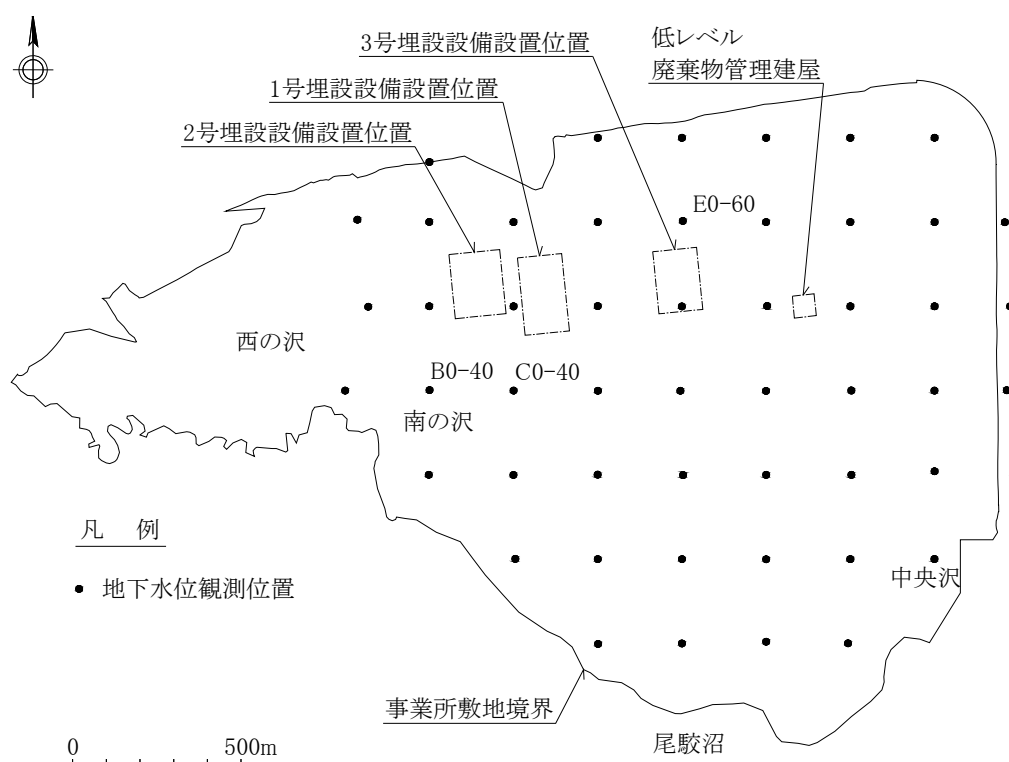 3号埋設設備設置位置
低レベル
廃棄物管理建屋
1号埋設設備設置位置
2号埋設設備設置位置
E0-60
西の沢
B0-40
C0-40
南の沢
凡 例
地下水位観測位置
中央沢
事業所敷地境界
尾駮沼
0
500m